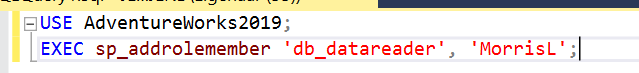 USE AdventureWorks2019;
EXEC sp_addrolemember 'db_datareader', 'MorrisL';